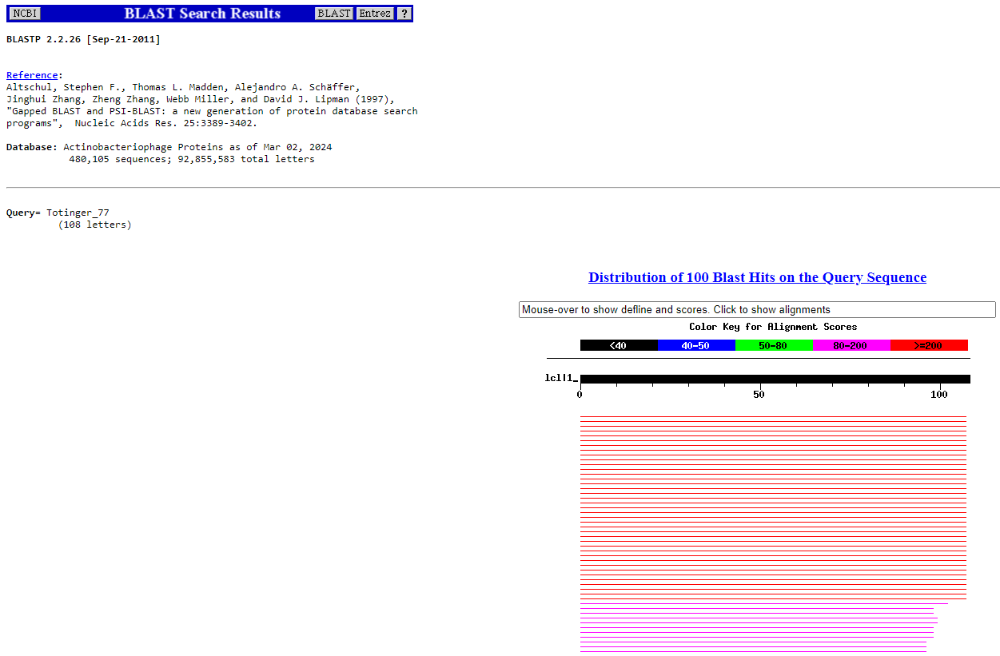 NCBI BLAST Search Results BLAST Entrez ?
BLASTP 2.2.26 [Sep-21-2011]
Reference:
Altschul, Stephen F., Thomas L. Madden, Alejandro A. Schäffer,
Jinghui Zhang, Zheng Zhang, Webb Miller, and David J. Lipman (1997),
"Gapped BLAST and PSI-BLAST: a new generation of protein database search
programs",  Nucleic Acids Res. 25:3389-3402.
Database: Actinobacteriophage Proteins as of Mar 02, 2024
480,105 sequences; 92,855,583 total letters
Query= Totinger_77
(108 letters)
Distribution of 100 Blast Hits on the Query Sequence
Mouse-over to show defline and scores. Click to show alignments
Color Key for Alignment Scores
<40 40-50 50-80 80-200 >=200
lcl|1_
0 50 100